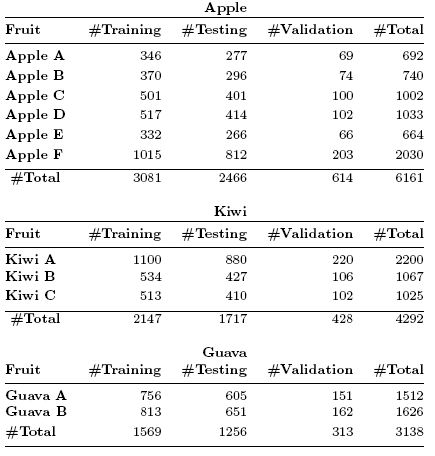 Apple
Fruit #Training #Testing #Validation #Total
Apple A 346 277 69 692
Apple B 370 296 74 740
Apple C 501 401 100 1002
Apple D 517 414 102 1033
Apple E 332 266 66 664
Apple F 1015 812 203 2030
#Total 3081 2466 614 6161
Kiwi
Fruit #Training #Testing #Validation #Total
Kiwi A 1100 880 220 2200
Kiwi B 534 427 106 1067
Kiwi C 513 410 102 1025
#Total 2147 1717 428 4292
Guava
Fruit #Training #Testing #Validation #Total
Guava A 756 605 151 1512
Guava B 813 651 162 1626
#Total 1569 1256 313 3138